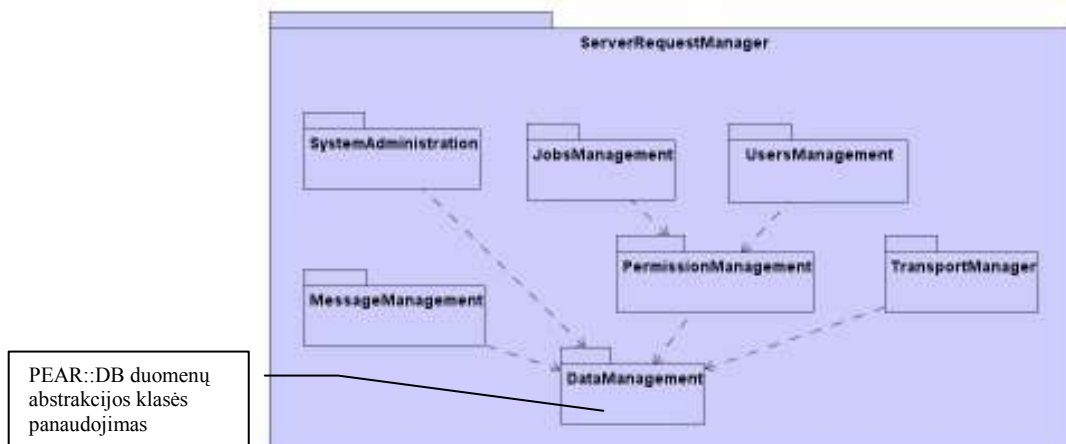 ServerRequestManager
SystemAdministration
JobsManagement
UsersManagement
PermissionManagement
TransportManager
MessageManagement
DataManagement
PEAR::DB duomenų
abstrakcijos klasės
panaudojimas